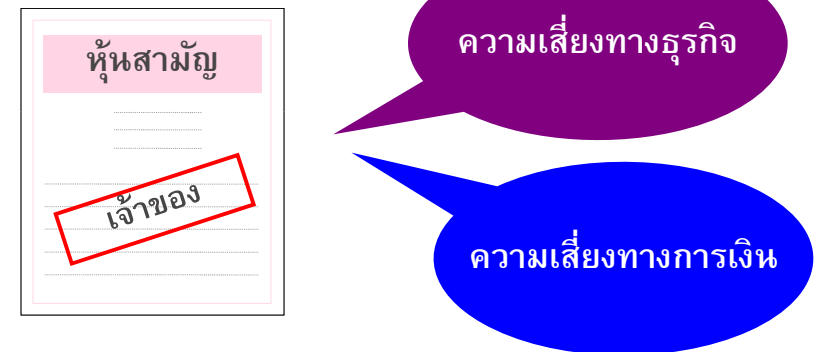 หุ้นสามัญ
เจ้าของ
ความเสี่ยงทางธุรกิจ
ความเสี่ยงทางการเงิน